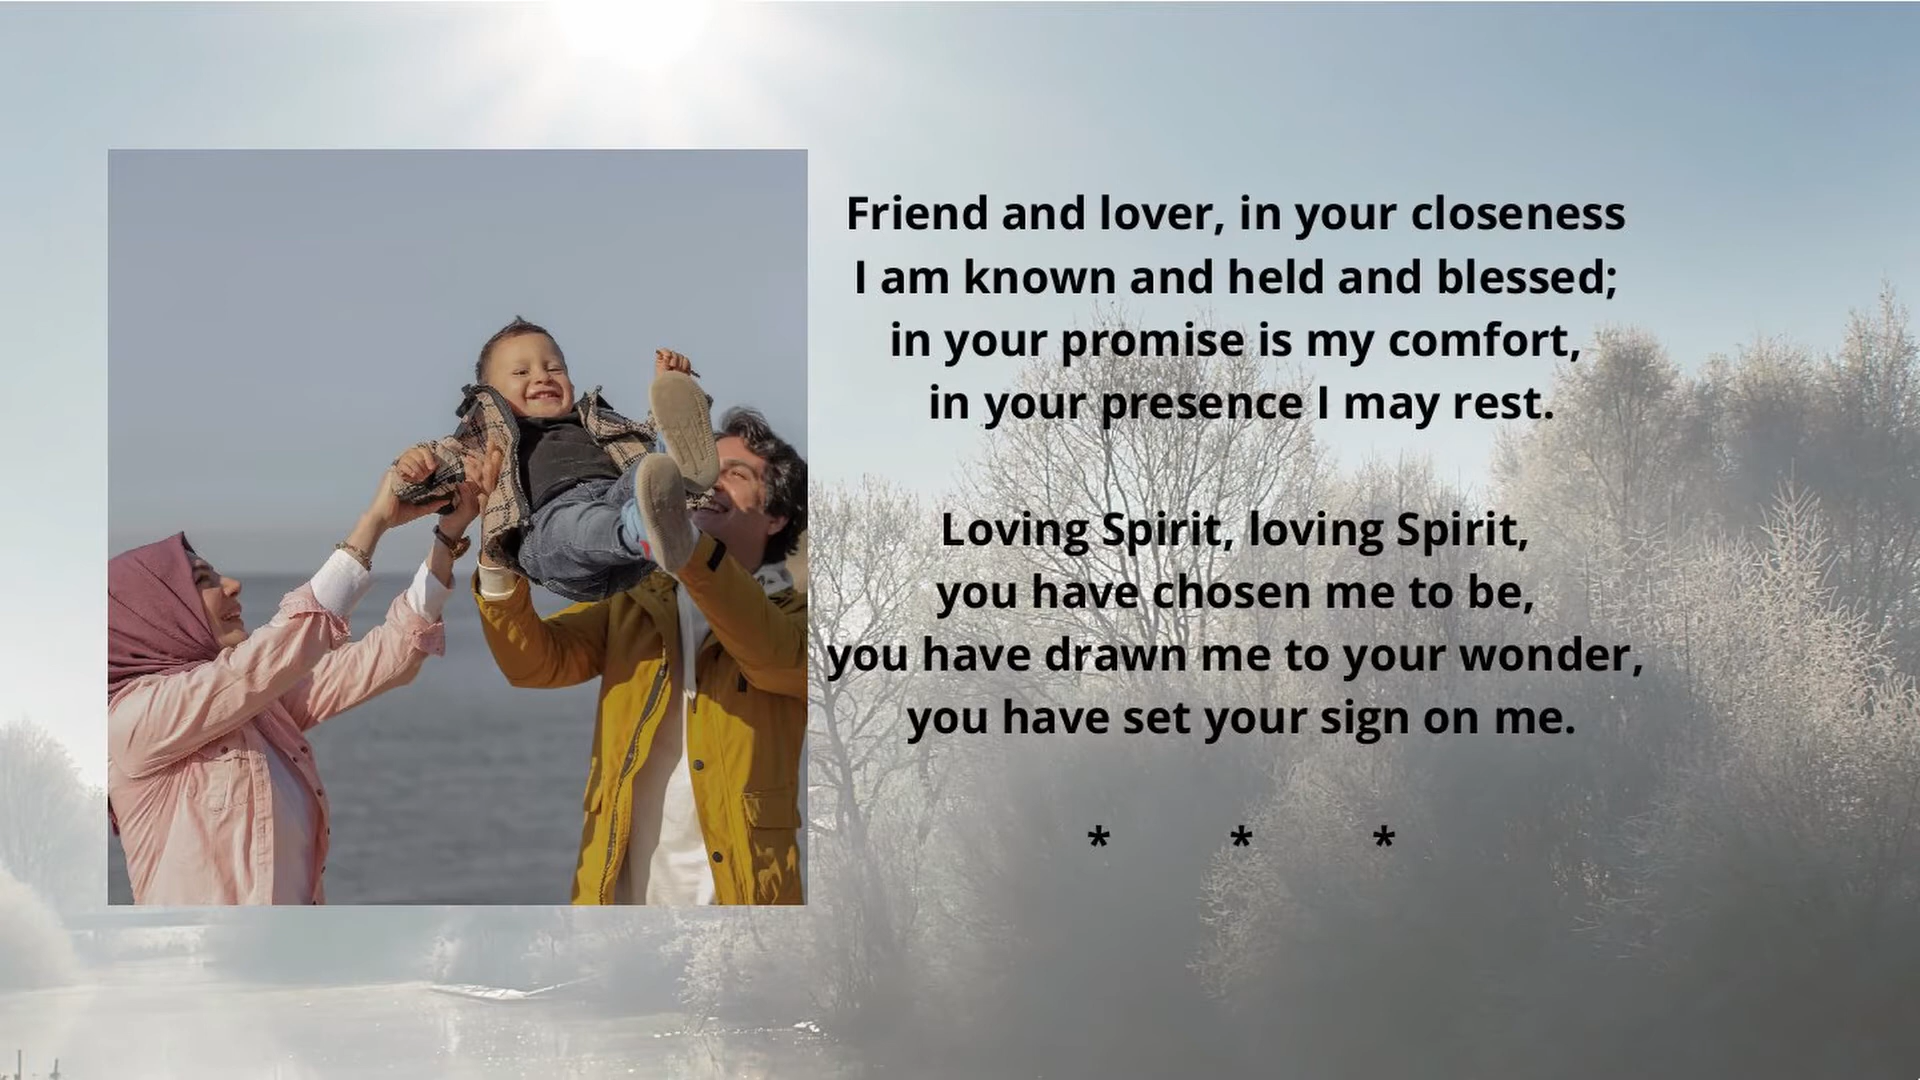 Friend and lover, in your closeness
I am known and held and blessed;
in your promise is my comfort,
in your presence I may rest.
Loving Spirit, loving Spirit,
you have chosen me to be,
you have drawn me to your wonder,
you have set your sign on me.
* * *